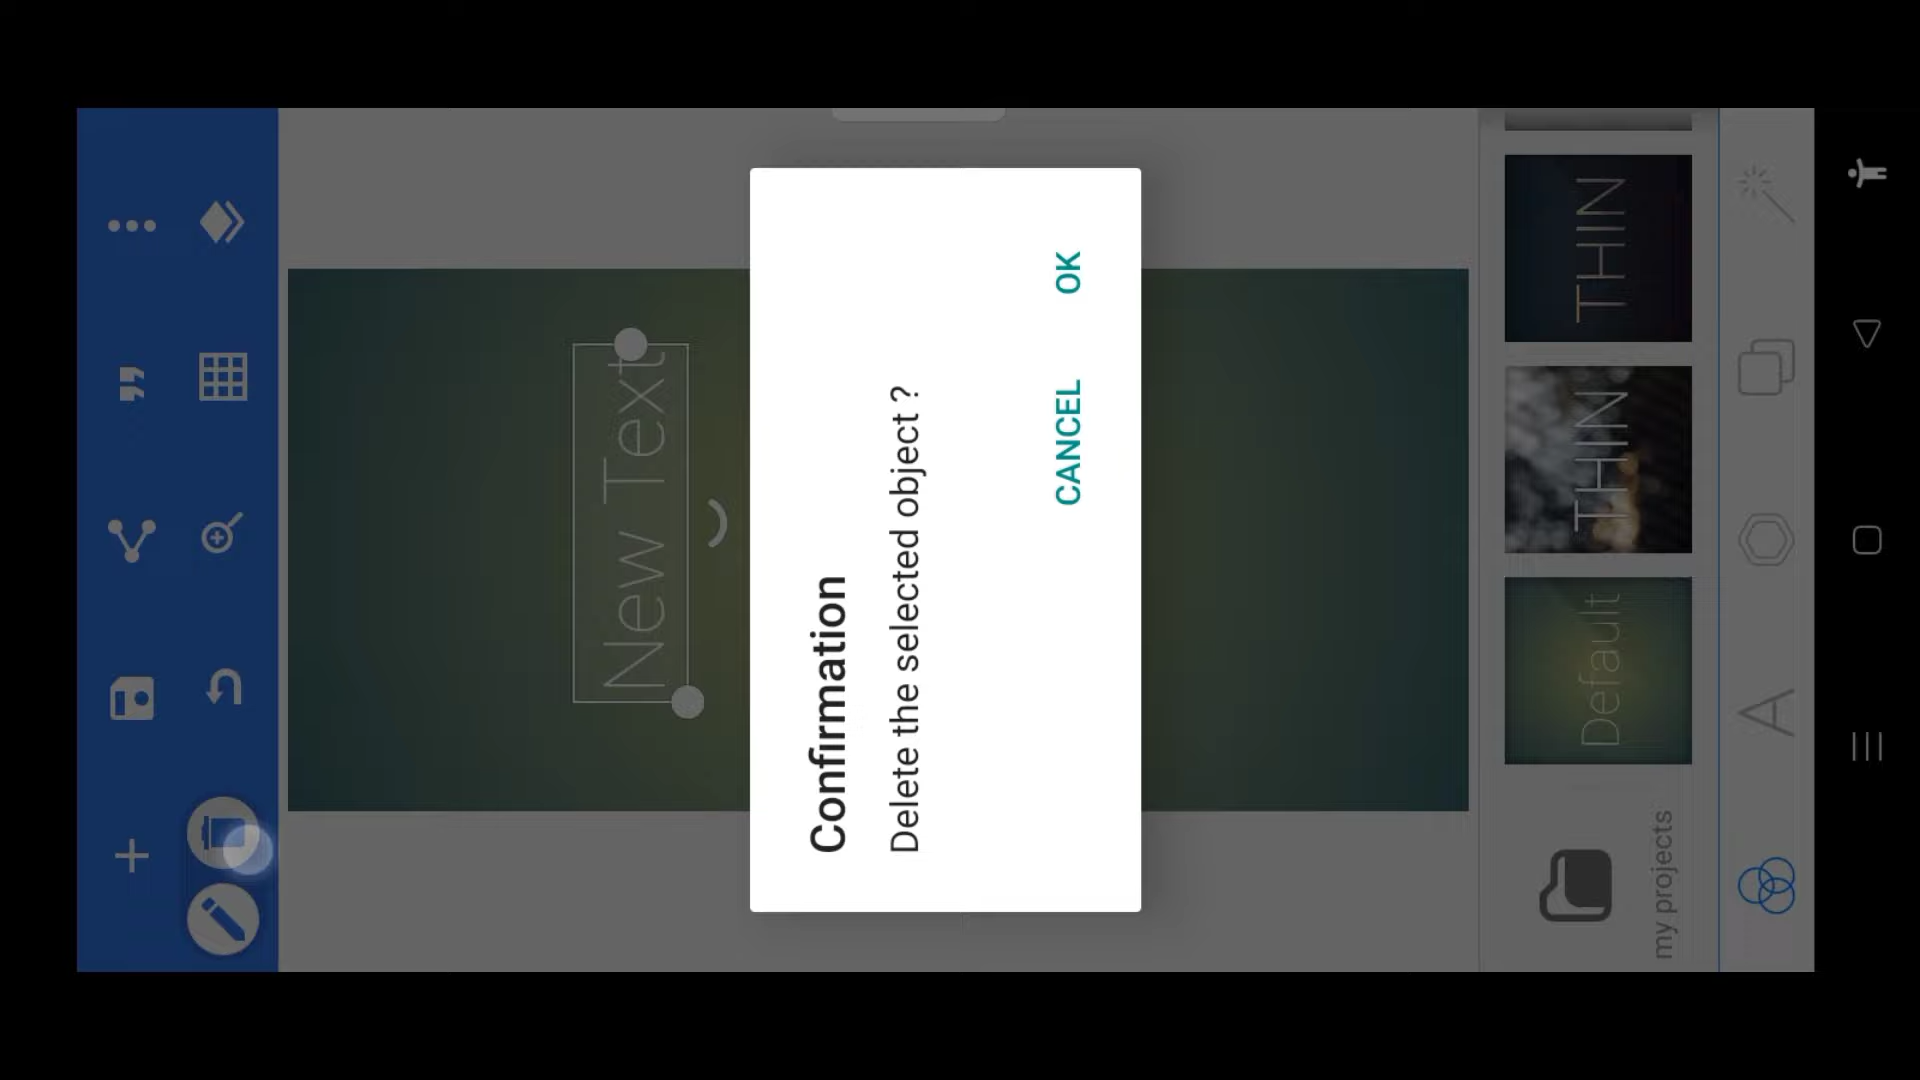 New Text
Confirmation
Delete the selected object ?
CANCEL
OK
my projects
Default
THIN
THIN
A